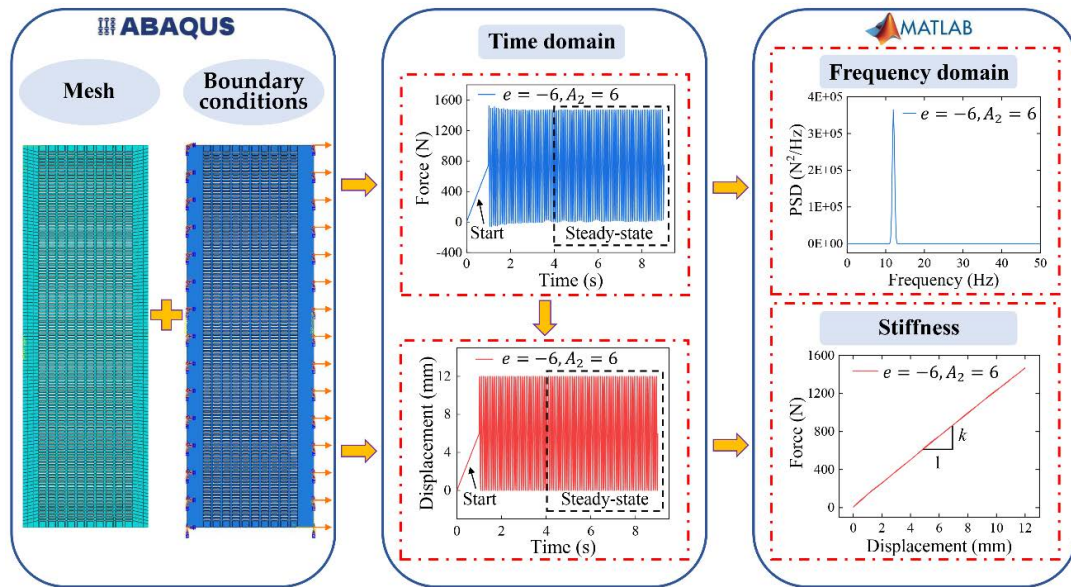 ABAQUS
Mesh
Boundary
conditions
Time domain
e = −6, A₂ = 6
1600
1200
800
400
0
-400
Force (N)
Start
Steady-state
0 2 4 6 8
Time (s)
e = −6, A₂ = 6
12
8
4
0
Displacement (mm)
Start
Steady-state
0 2 4 6 8
Time (s)
MATLAB
Frequency domain
4E+05
3E+05
2E+05
1E+05
0E+00
PSD (N²/Hz)
e = −6, A₂ = 6
0 10 20 30 40 50
Frequency (Hz)
Stiffness
1600
1200
800
400
0
Force (N)
e = −6, A₂ = 6
k
1
0 2 4 6 8 10 12
Displacement (mm)